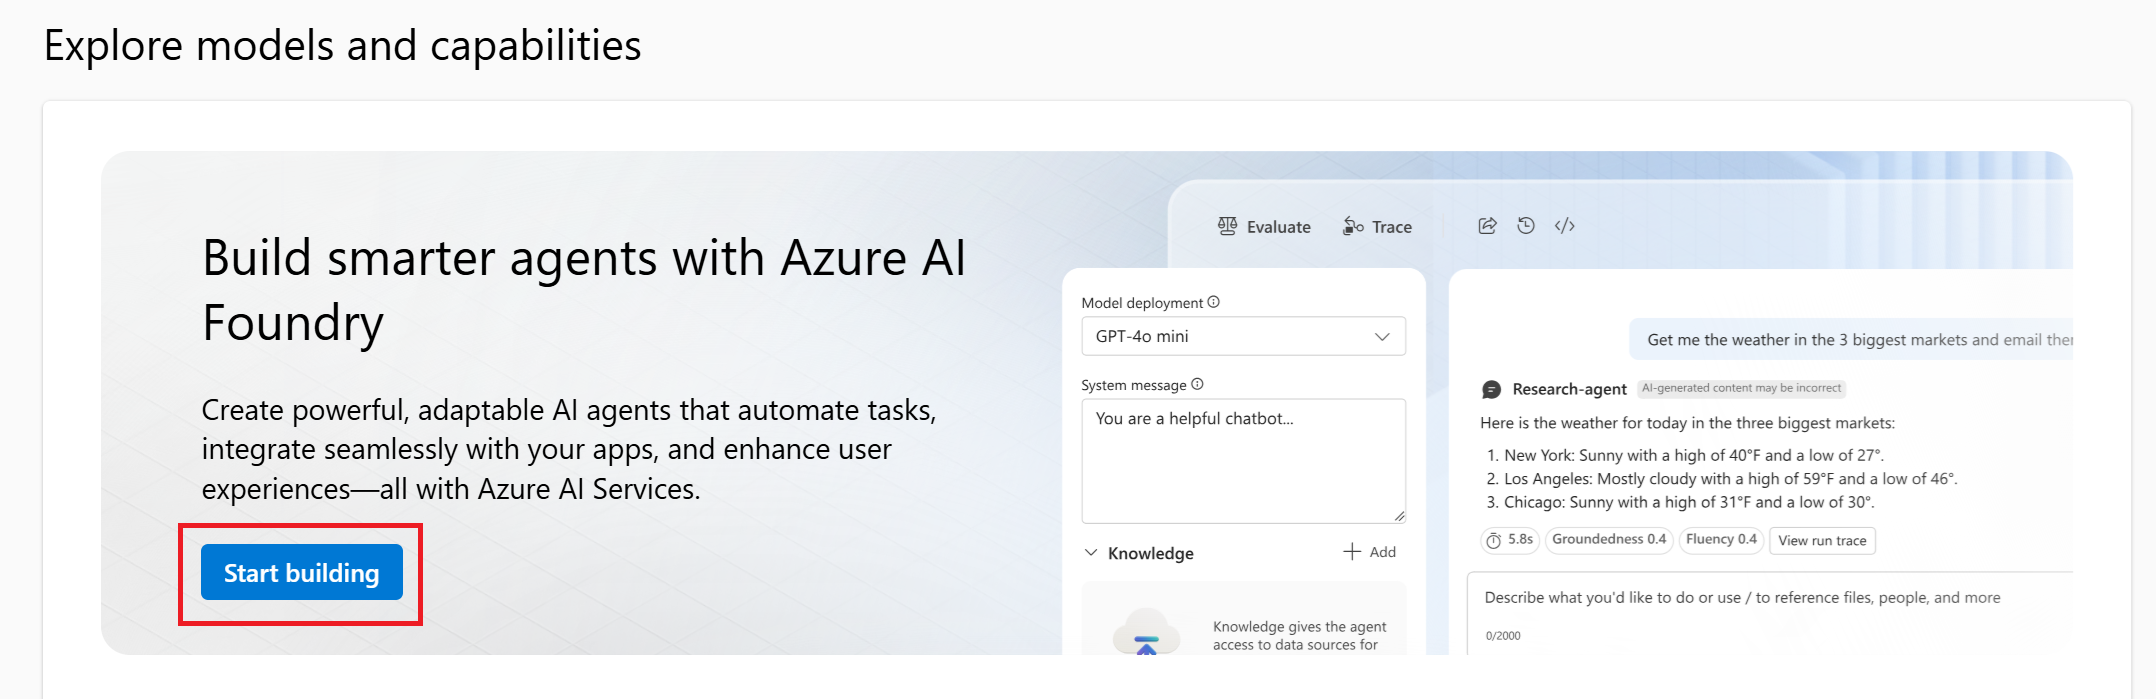 Explore models and capabilities
Build smarter agents with Azure AI
Foundry
Create powerful, adaptable AI agents that automate tasks,
integrate seamlessly with your apps, and enhance user
experiences—all with Azure AI Services.
Start building
Evaluate
Trace
Model deployment
GPT-4o mini
System message
You are a helpful chatbot...
Knowledge
Add
Knowledge gives the agent
access to data sources for
Get me the weather in the 3 biggest markets and email
Research-agent AI-generated content may be incorrect
Here is the weather for today in the three biggest markets:
1. New York: Sunny with a high of 40°F and a low of 27°.
2. Los Angeles: Mostly cloudy with a high of 59°F and a low of 46°.
3. Chicago: Sunny with a high of 31°F and a low of 30°.
5.8s Groundedness 0.4 Fluency 0.4 View run trace
Describe what you'd like to do or use / to reference files, people, and more
0/2000